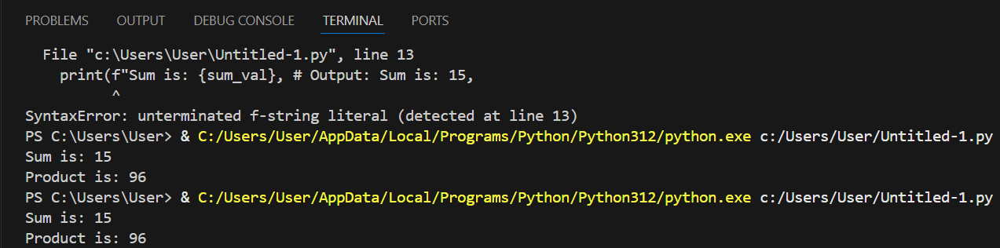 PROBLEMS OUTPUT DEBUG CONSOLE TERMINAL PORTS
File "c:\Users\User\Untitled-1.py", line 13
print(f"Sum is: {sum_val}, # Output: Sum is: 15,
^
SyntaxError: unterminated f-string literal (detected at line 13)
PS C:\Users\User> & C:/Users/User/AppData/Local/Programs/Python/Python312/python.exe c:/Users/User/Untitled-1.py
Sum is: 15
Product is: 96
PS C:\Users\User> & C:/Users/User/AppData/Local/Programs/Python/Python312/python.exe c:/Users/User/Untitled-1.py
Sum is: 15
Product is: 96